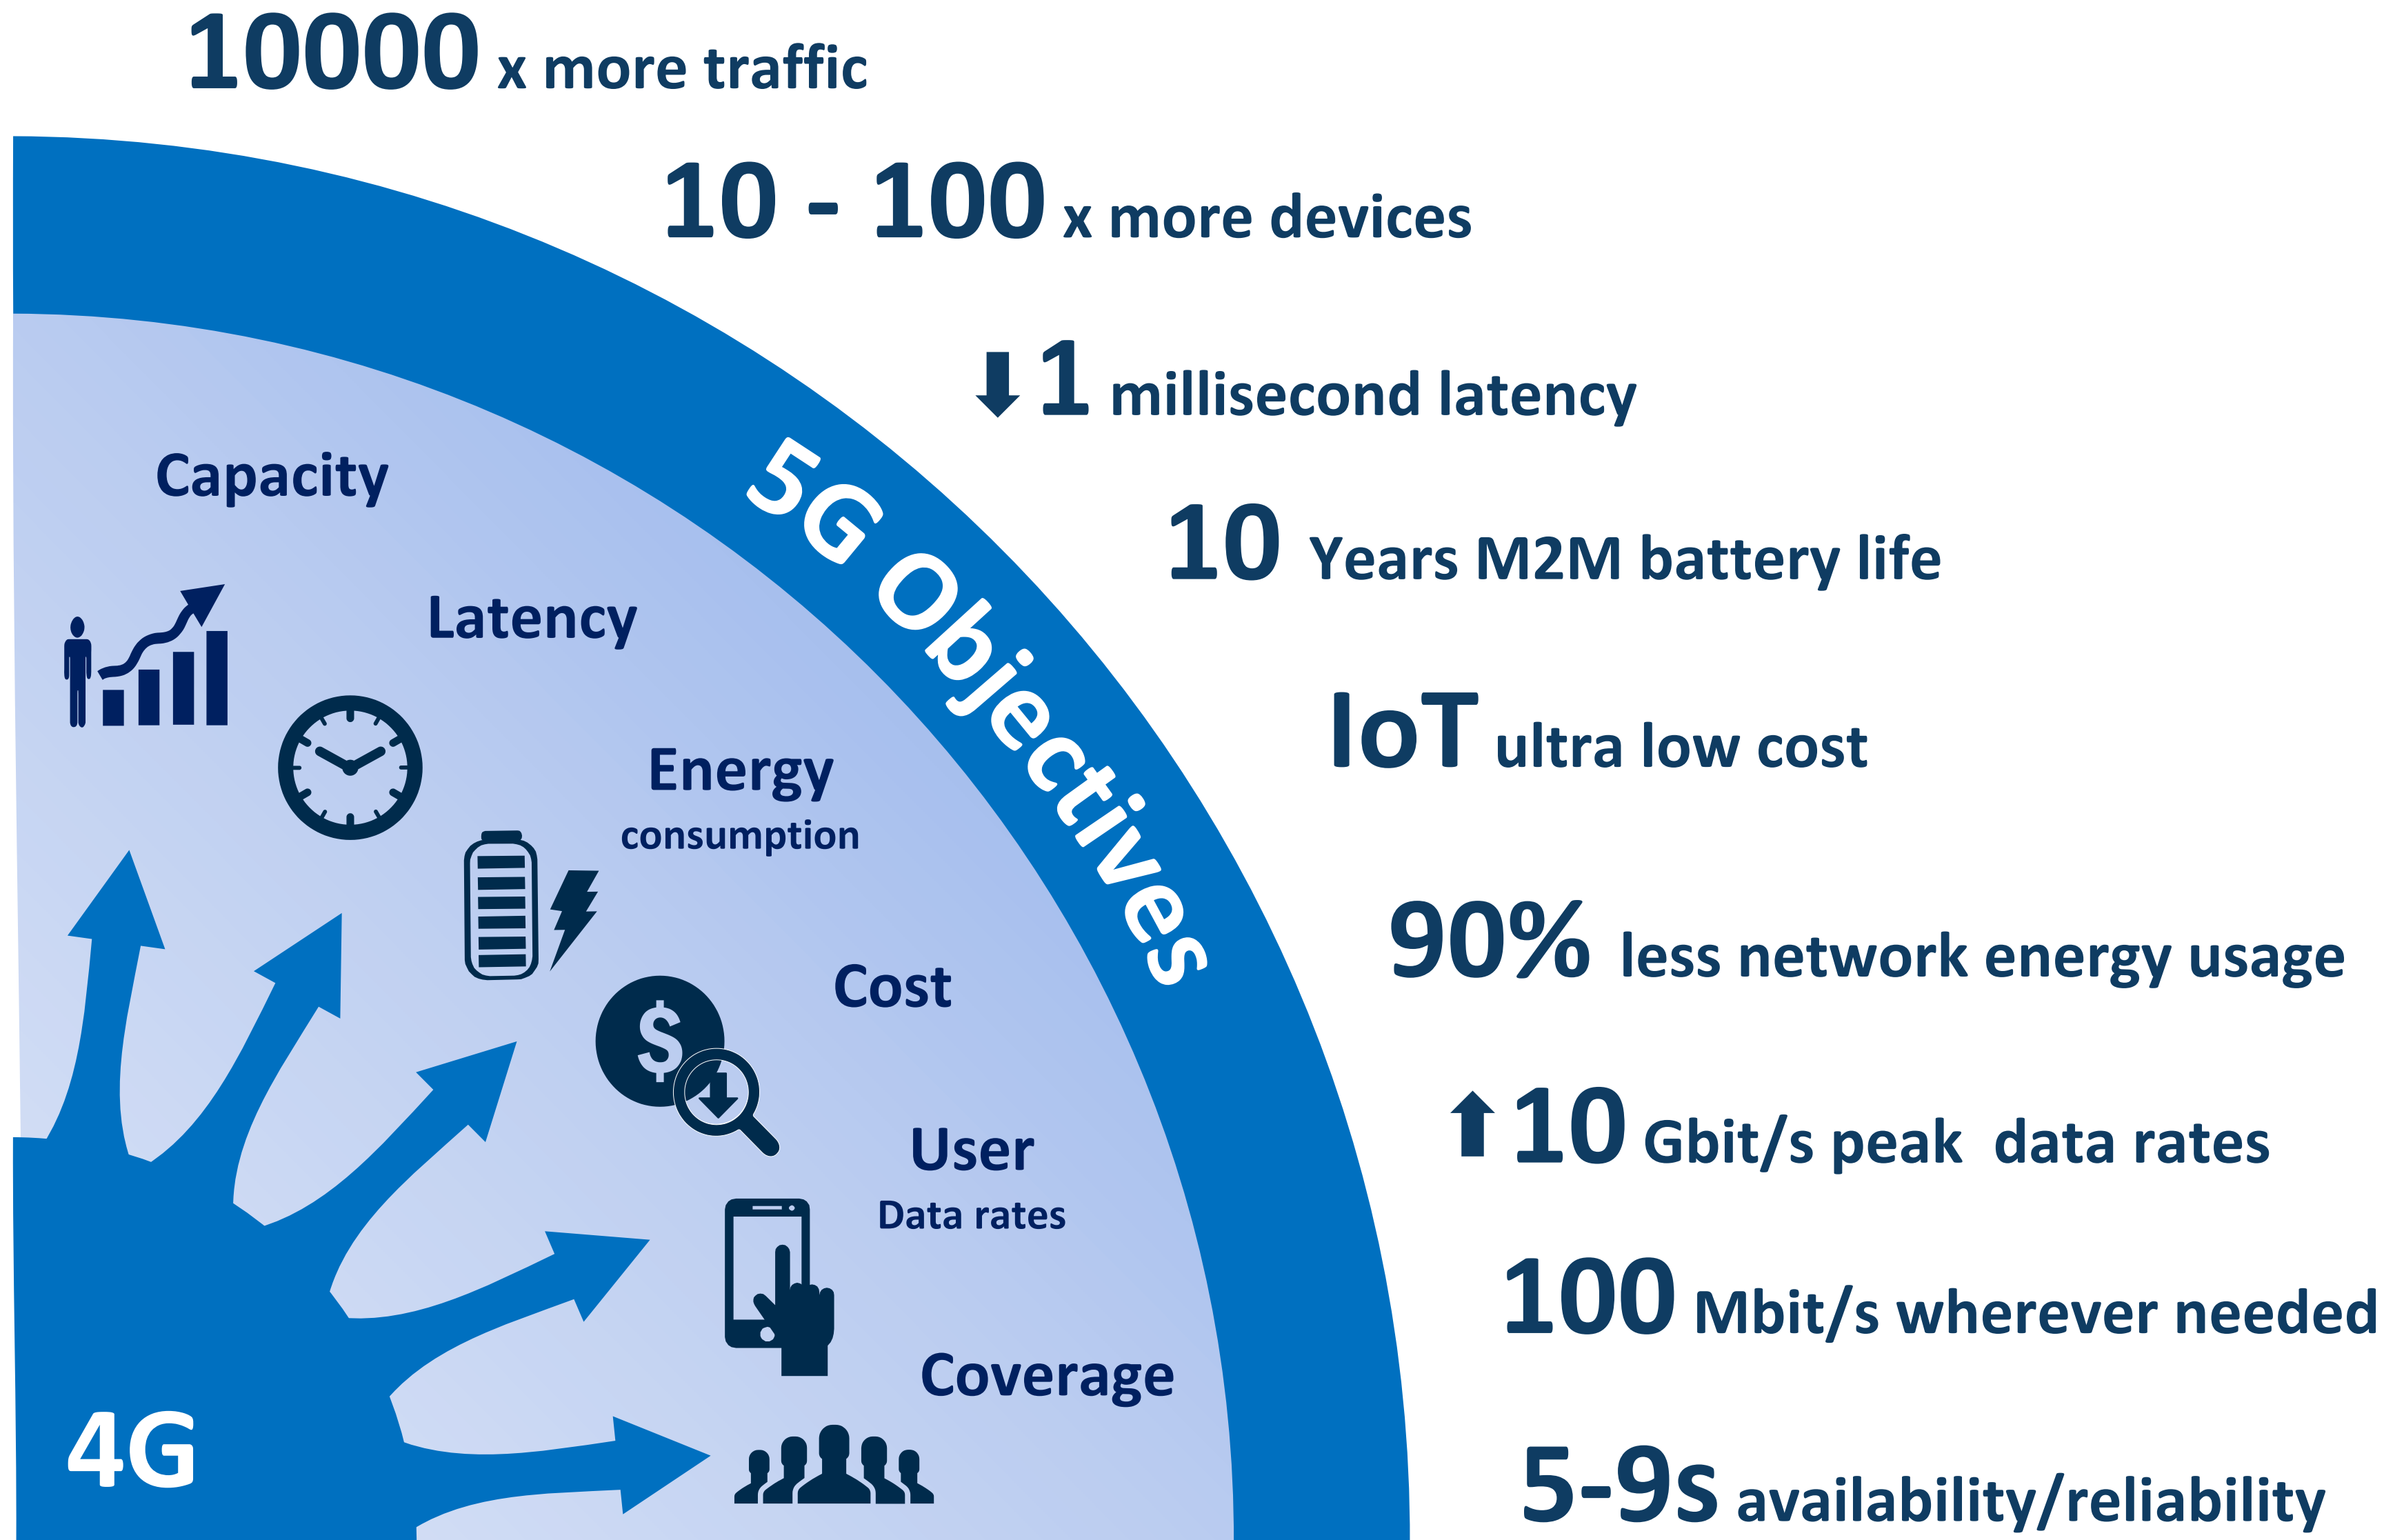 10000 x more traffic
10 - 100 x more devices
1 millisecond latency
10 Years M2M battery life
IoT ultra low cost
90% less network energy usage
10 Gbit/s peak data rates
100 Mbit/s wherever needed
5-9s availability/reliability
5G Objectives
Capacity
Latency
Energy
consumption
Cost
$
User
Data rates
Coverage
4G